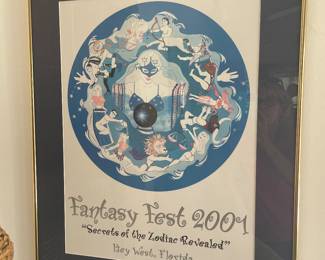 Fantasy Fest 2001
"Secrets of the Zodiac Revealed"
Key West, Florida